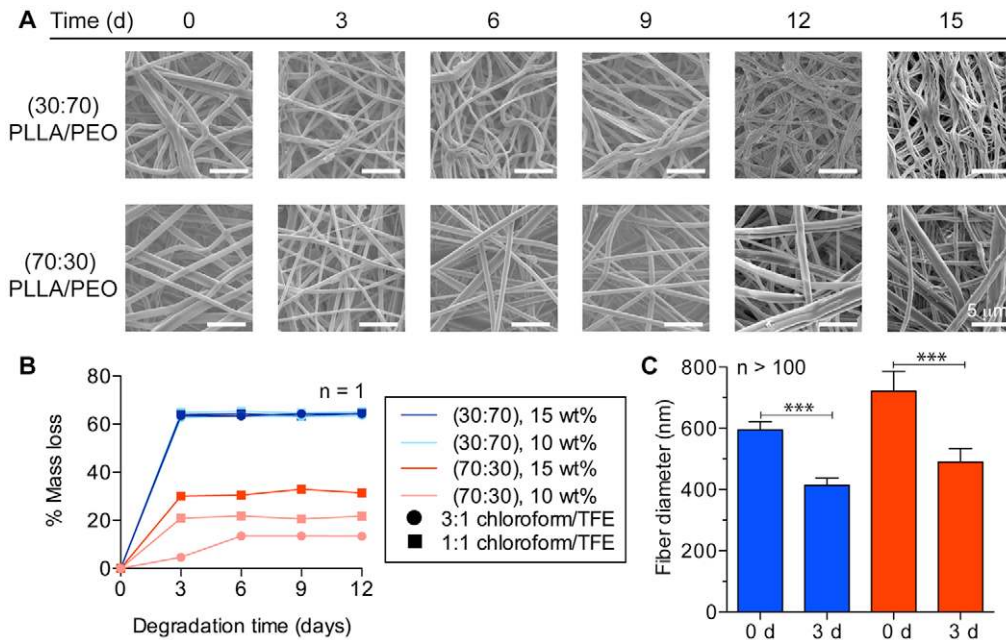 A Time (d) 0 3 6 9 12 15
(30:70)
PLLA/PEO
(70:30)
PLLA/PEO
5 μm
B
n = 1
% Mass loss
80
60
40
20
0
0 3 6 9 12
Degradation time (days)
(30:70), 15 wt%
(30:70), 10 wt%
(70:30), 15 wt%
(70:30), 10 wt%
3:1 chloroform/TFE
1:1 chloroform/TFE
C
n > 100
*** ***
Fiber diameter (nm)
800
600
400
200
0
0 d 3 d 0 d 3 d